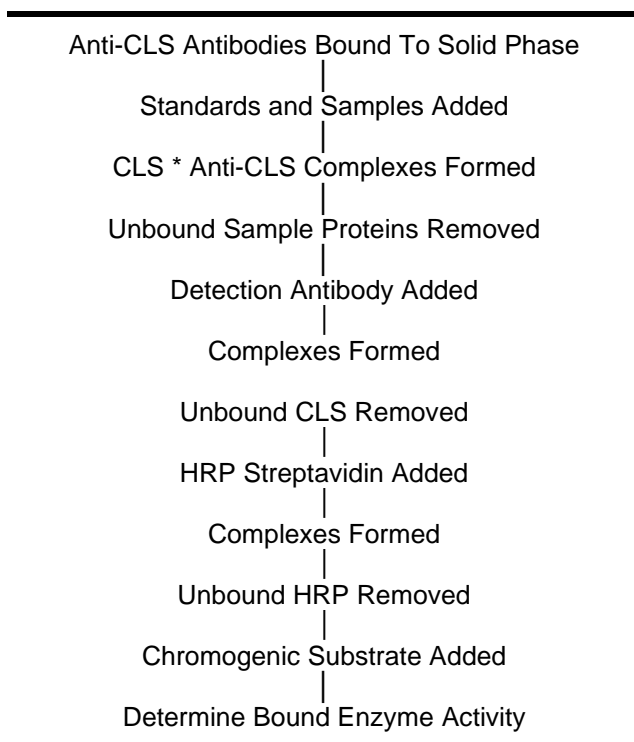 Anti-CLS Antibodies Bound To Solid Phase
Standards and Samples Added
CLS * Anti-CLS Complexes Formed
Unbound Sample Proteins Removed
Detection Antibody Added
Complexes Formed
Unbound CLS Removed
HRP Streptavidin Added
Complexes Formed
Unbound HRP Removed
Chromogenic Substrate Added
Determine Bound Enzyme Activity